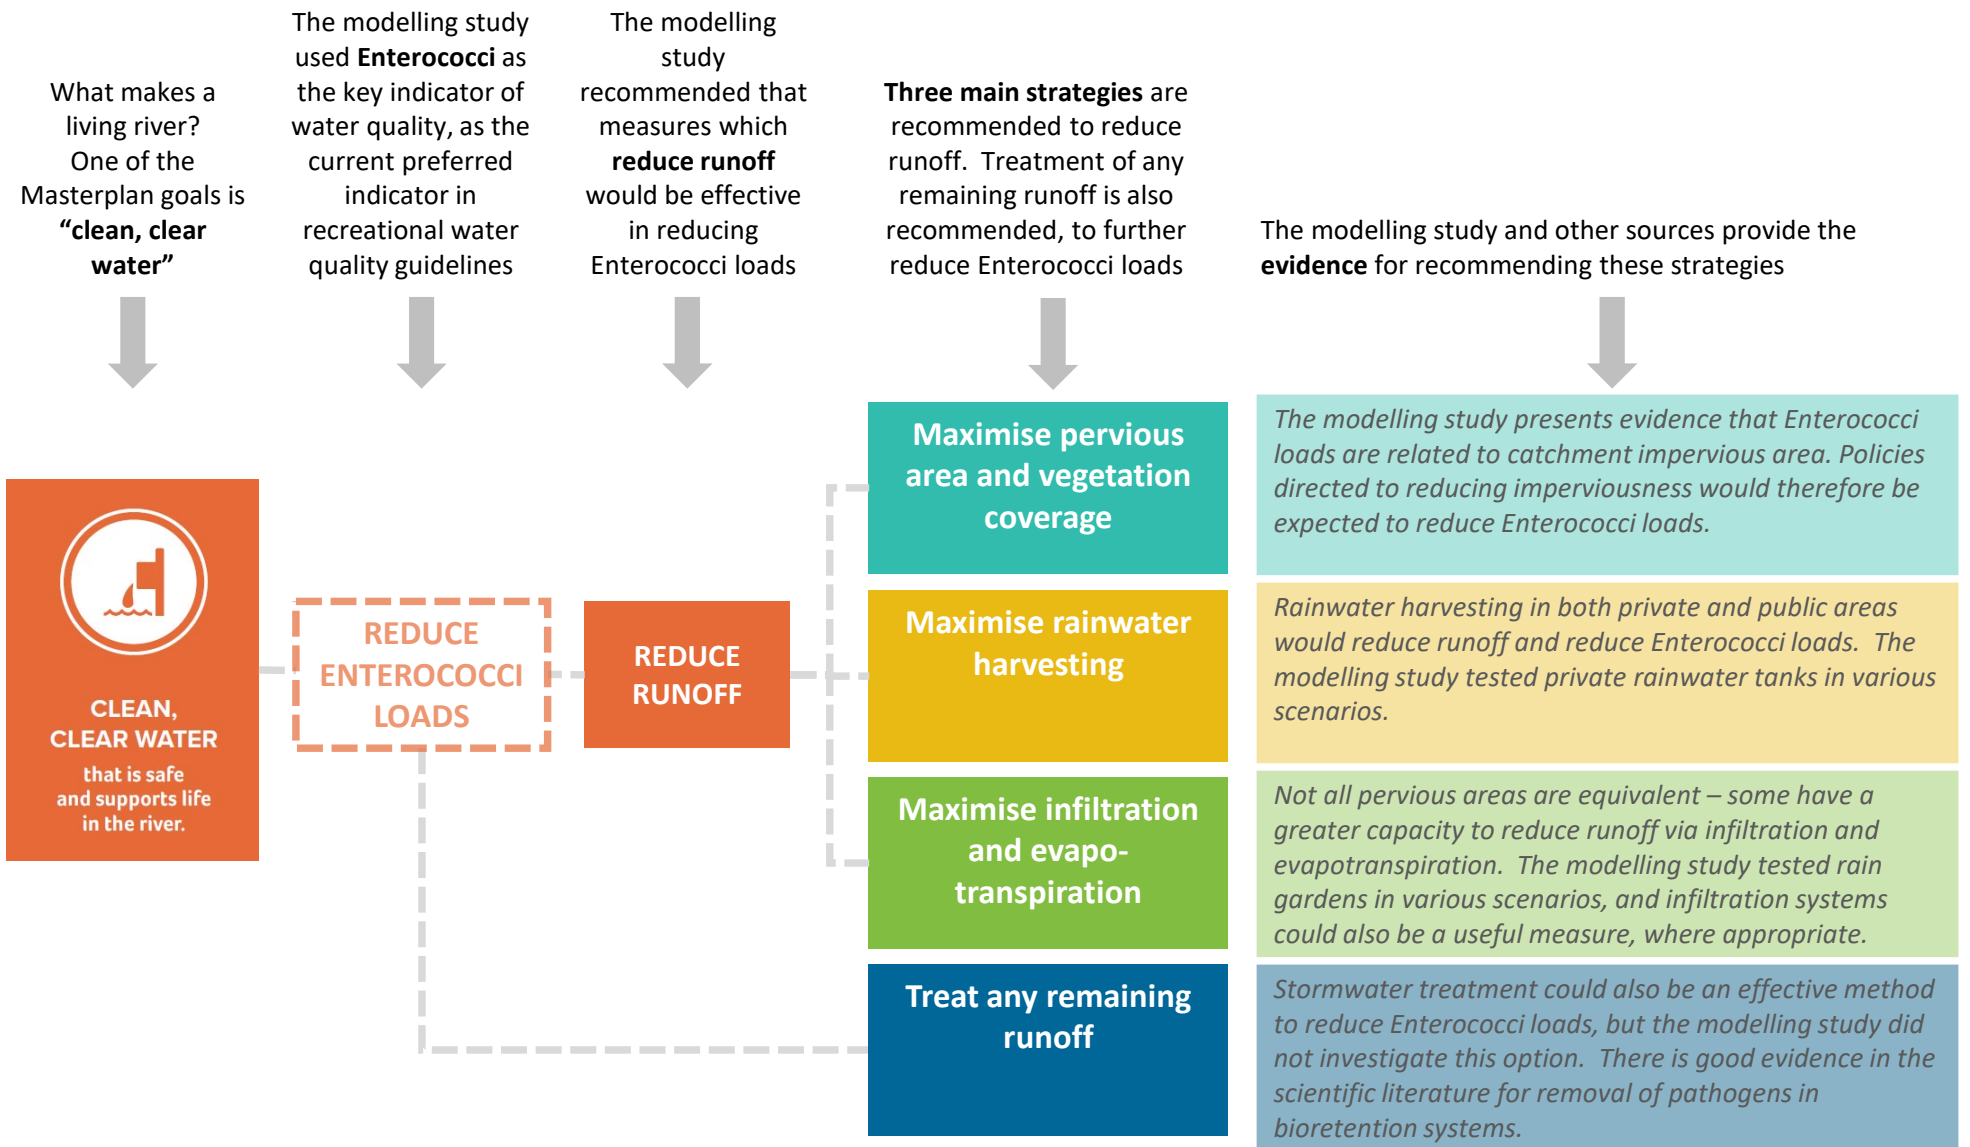 What makes a
living river?
One of the
Masterplan goals is
“clean, clear
water”
The modelling study
used Enterococci as
the key indicator of
water quality, as the
current preferred
indicator in
recreational water
quality guidelines
The modelling
study
recommended that
measures which
reduce runoff
would be effective
in reducing
Enterococci loads
Three main strategies are
recommended to reduce
runoff.  Treatment of any
remaining runoff is also
recommended, to further
reduce Enterococci loads
The modelling study and other sources provide the
evidence for recommending these strategies
CLEAN,
CLEAR WATER
that is safe
and supports life
in the river.
REDUCE
ENTEROCOCCI
LOADS
REDUCE
RUNOFF
Maximise pervious
area and vegetation
coverage
The modelling study presents evidence that Enterococci
loads are related to catchment impervious area. Policies
directed to reducing imperviousness would therefore be
expected to reduce Enterococci loads.
Maximise rainwater
harvesting
Rainwater harvesting in both private and public areas
would reduce runoff and reduce Enterococci loads.  The
modelling study tested private rainwater tanks in various
scenarios.
Maximise infiltration
and evapo-
transpiration
Not all pervious areas are equivalent – some have a
greater capacity to reduce runoff via infiltration and
evapotranspiration.  The modelling study tested rain
gardens in various scenarios, and infiltration systems
could also be a useful measure, where appropriate.
Treat any remaining
runoff
Stormwater treatment could also be an effective method
to reduce Enterococci loads, but the modelling study did
not investigate this option.  There is good evidence in the
scientific literature for removal of pathogens in
bioretention systems.